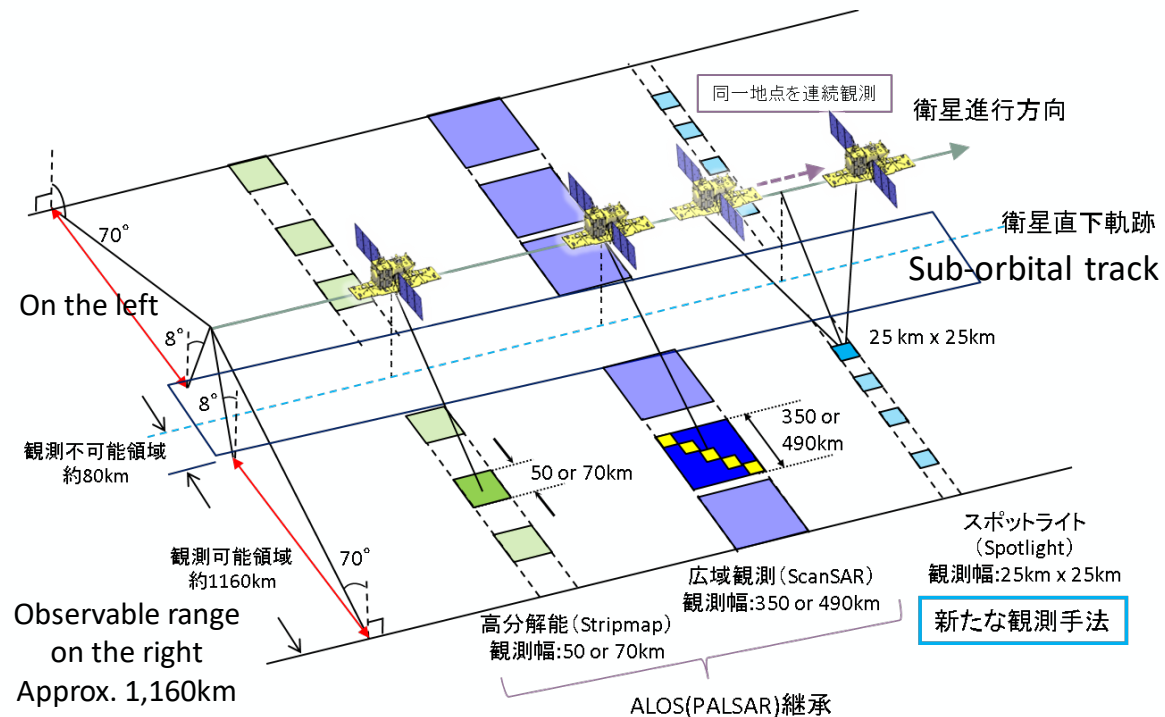 同一地点を連続観測
衛星進行方向
衛星直下軌跡
Sub-orbital track
70°
On the left
8°
8°
25 km x 25km
観測不可能領域
約80km
350 or
490km
50 or 70km
観測可能領域
約1160km
70°
Observable range
on the right
Approx. 1,160km
高分解能(Stripmap)
観測幅:50 or 70km
広域観測(ScanSAR)
観測幅:350 or 490km
スポットライト
(Spotlight)
観測幅:25km x 25km
新たな観測手法
ALOS(PALSAR)継承